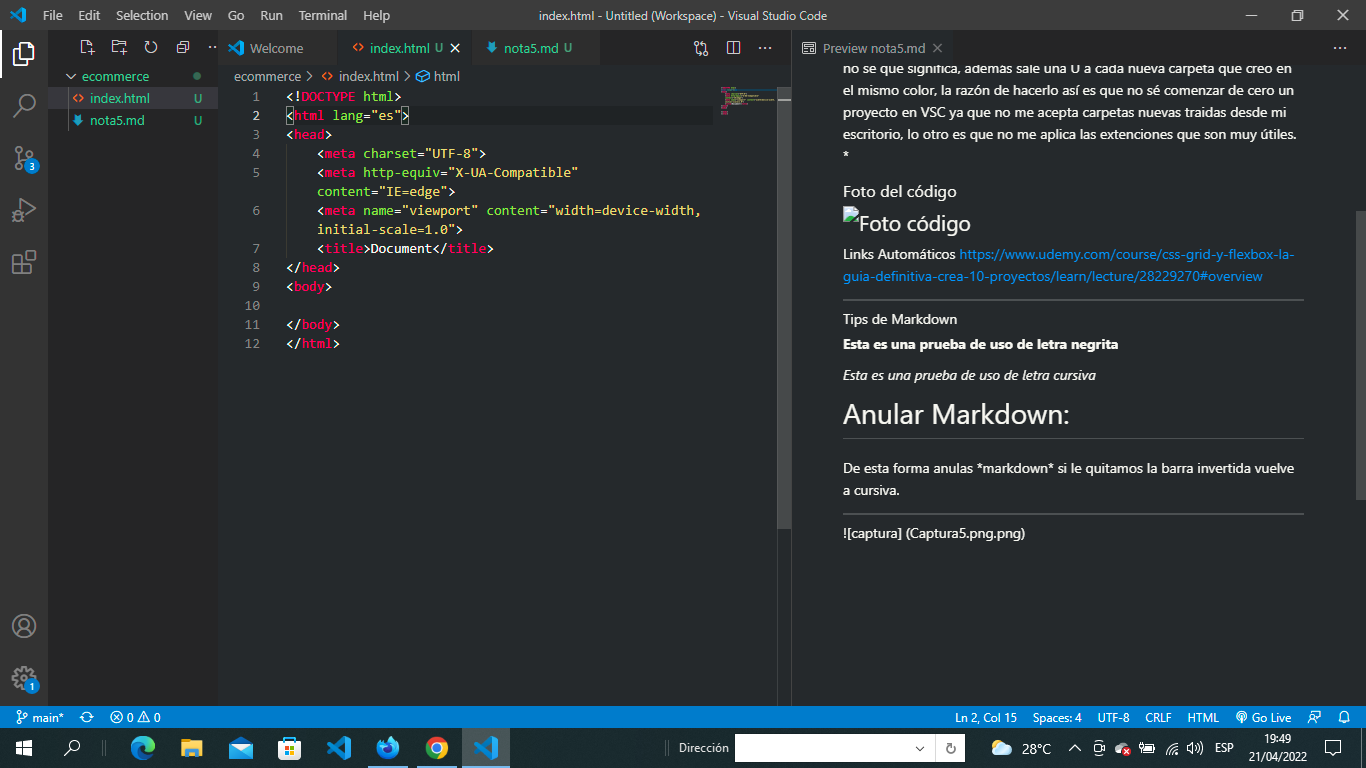 File Edit Selection View Go Run Terminal Help index.html - Untitled (Workspace) - Visual Studio Code
Welcome index.html U nota5.md U
Preview nota5.md
ecommerce
index.html U
nota5.md U
3
1
ecommerce > index.html > html
1 <!DOCTYPE html>
2 <html lang="es">
3 <head>
4 <meta charset="UTF-8">
5 <meta http-equiv="X-UA-Compatible"
content="IE=edge">
6 <meta name="viewport" content="width=device-width,
initial-scale=1.0">
7 <title>Document</title>
8 </head>
9 <body>
10
11 </body>
12 </html>
no sé que significa, además sale una U a cada nueva carpeta que creo en
el mismo color, la razón de hacerlo así es que no sé comenzar de cero un
proyecto en VSC ya que no me acepta carpetas nuevas traidas desde mi
escritorio, lo otro es que no me aplica las extenciones que son muy útiles.
*
Foto del código
Foto código
Links Automáticos https://www.udemy.com/course/css-grid-y-flexbox-la-
guia-definitiva-crea-10-proyectos/learn/lecture/28229270#overview
Tips de Markdown
Esta es una prueba de uso de letra negrita
Esta es una prueba de uso de letra cursiva
Anular Markdown:
De esta forma anulas *markdown* si le quitamos la barra invertida vuelve
a cursiva.
![captura] (Captura5.png.png)
main* 0 0 Ln 2, Col 15 Spaces: 4 UTF-8 CRLF HTML Go Live
Dirección 28°C ESP 19:49
21/04/2022